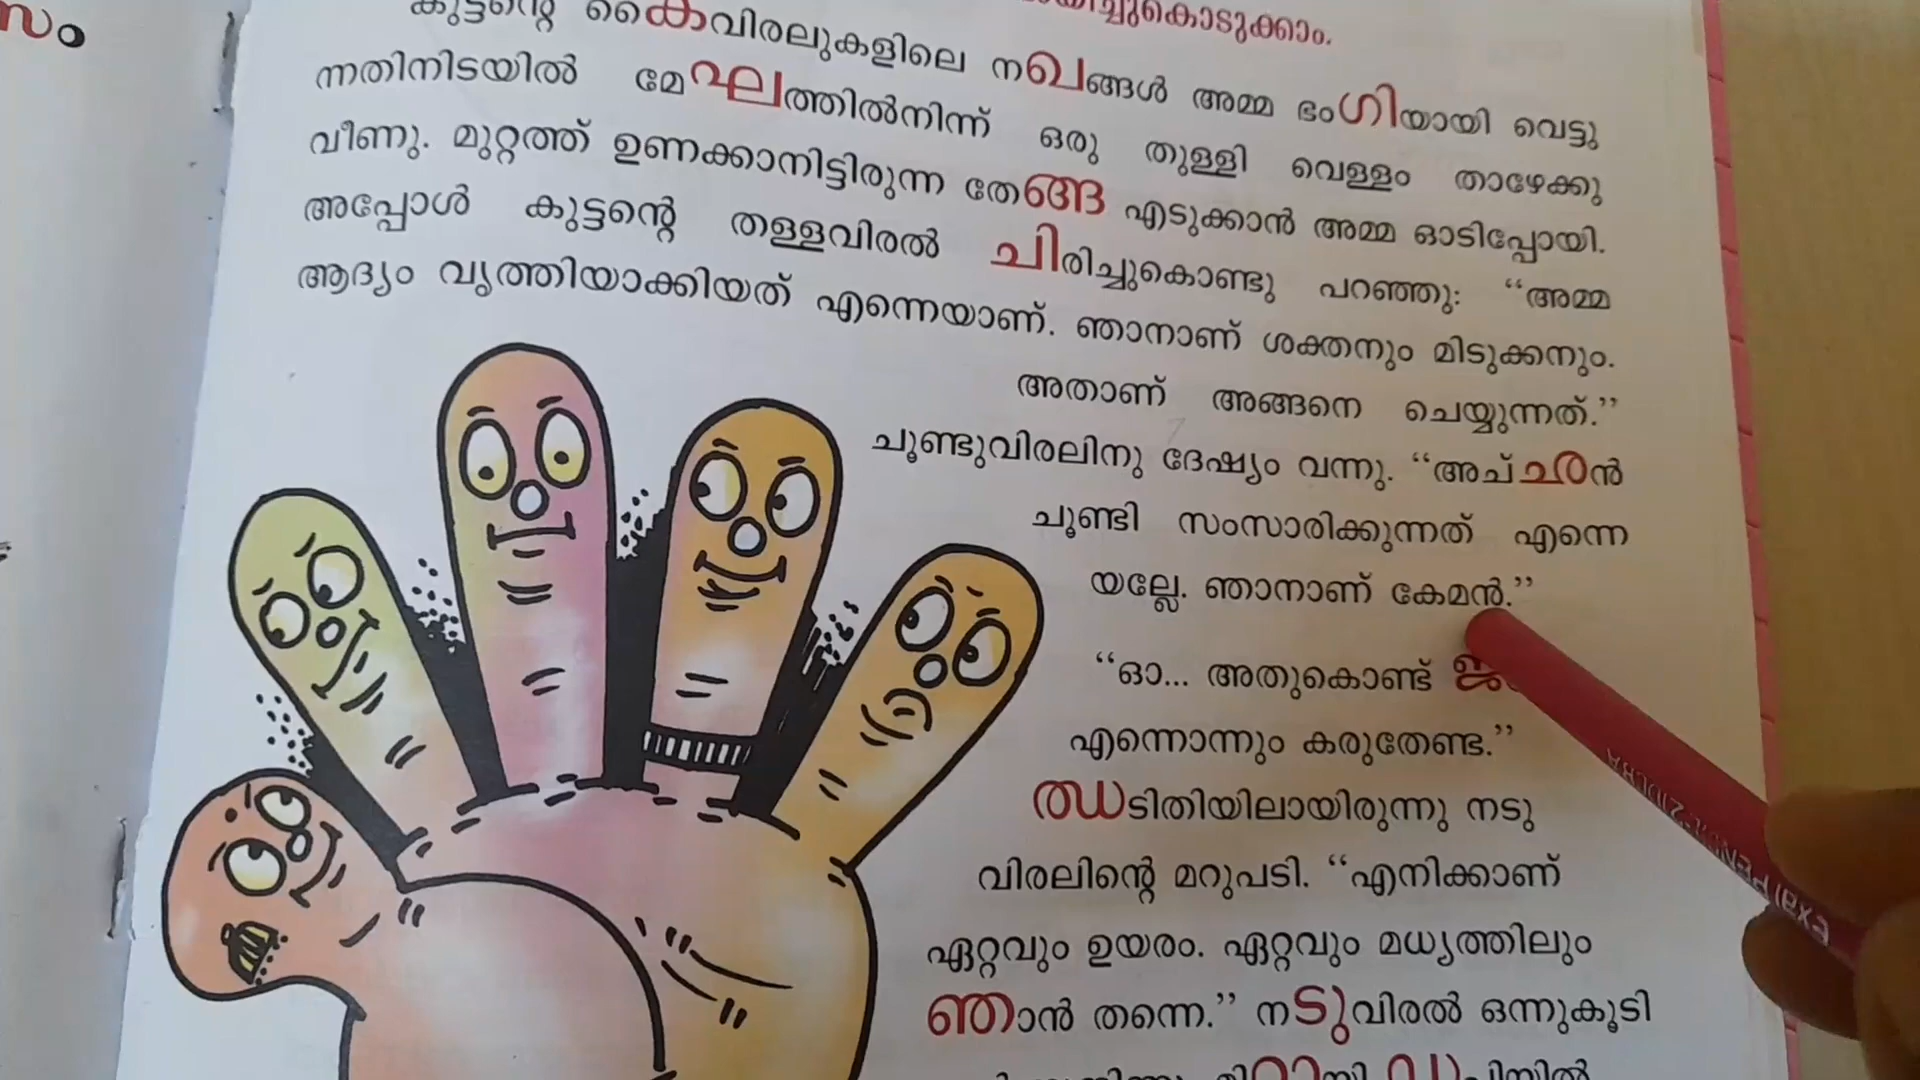 സം
യിച്ചുകൊടുക്കാം.
കുട്ടന്റെ കൈവിരലുകളിലെ നഖങ്ങൾ അമ്മ ഭംഗിയായി വെട്ടു
ന്നതിനിടയിൽ മേഘത്തിൽനിന്ന് ഒരു തുള്ളി വെള്ളം താഴേക്കു
വീണു. മുറ്റത്ത് ഉണക്കാനിട്ടിരുന്ന തേങ്ങ എടുക്കാൻ അമ്മ ഓടിപ്പോയി.
അപ്പോൾ കുട്ടന്റെ തള്ളവിരൽ ചിരിച്ചുകൊണ്ടു പറഞ്ഞു: “അമ്മ
ആദ്യം വൃത്തിയാക്കിയത് എന്നെയാണ്. ഞാനാണ് ശക്തനും മിടുക്കനും.
അതാണ് അങ്ങനെ ചെയ്യുന്നത്.”
ചൂണ്ടുവിരലിനു ദേഷ്യം വന്നു. “അച്ഛൻ
ചൂണ്ടി സംസാരിക്കുന്നത് എന്നെ
യല്ലേ. ഞാനാണ് കേമൻ.”
“ഓ... അതുകൊണ്ട്
എന്നൊന്നും കരുതേണ്ട.”
ഝടിതിയിലായിരുന്നു നടു
വിരലിന്റെ മറുപടി. “എനിക്കാണ്
ഏറ്റവും ഉയരം. ഏറ്റവും മധ്യത്തിലും
ഞാൻ തന്നെ.” നടുവിരൽ ഒന്നുകൂടി